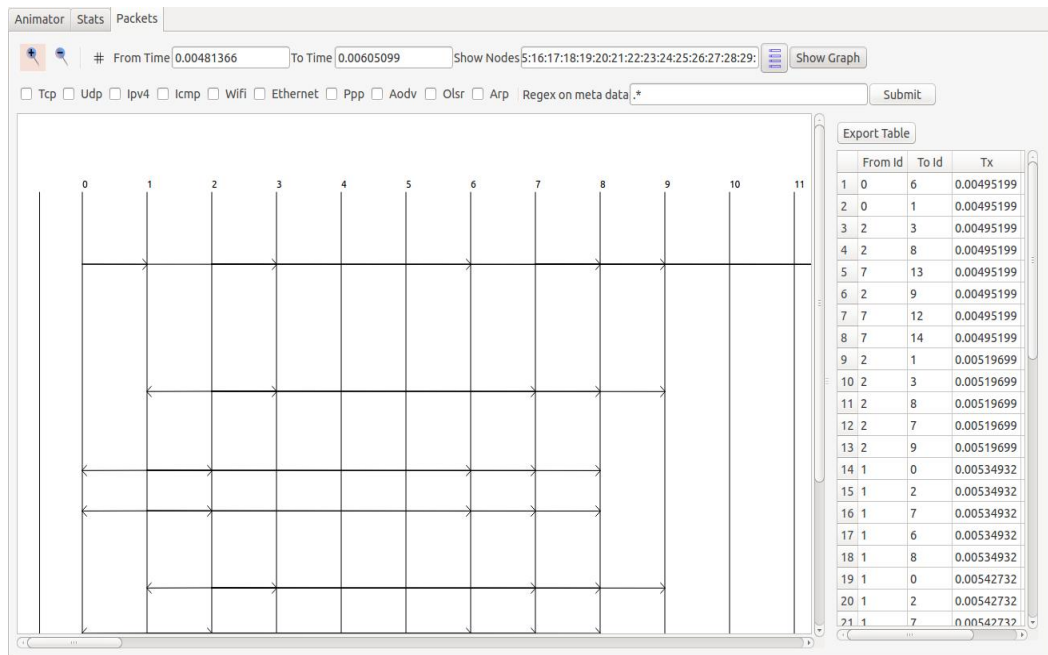 Animator Stats Packets
# From Time 0.00481366 To Time 0.00605099 Show Nodes 5:16:17:18:19:20:21:22:23:24:25:26:27:28:29: Show Graph
Tcp Udp Ipv4 Icmp Wifi Ethernet Ppp Aodv Olsr Arp Regex on meta data .* Submit
0 1 2 3 4 5 6 7 8 9 10 11
Export Table
From Id To Id Tx
1 0 6 0.00495199
2 0 1 0.00495199
3 2 3 0.00495199
4 2 8 0.00495199
5 7 13 0.00495199
6 2 9 0.00495199
7 7 12 0.00495199
8 7 14 0.00495199
9 2 1 0.00519699
10 2 3 0.00519699
11 2 8 0.00519699
12 2 7 0.00519699
13 2 9 0.00519699
14 1 0 0.00534932
15 1 2 0.00534932
16 1 7 0.00534932
17 1 6 0.00534932
18 1 8 0.00534932
19 1 0 0.00542732
20 1 2 0.00542732
21 1 7 0.00542732